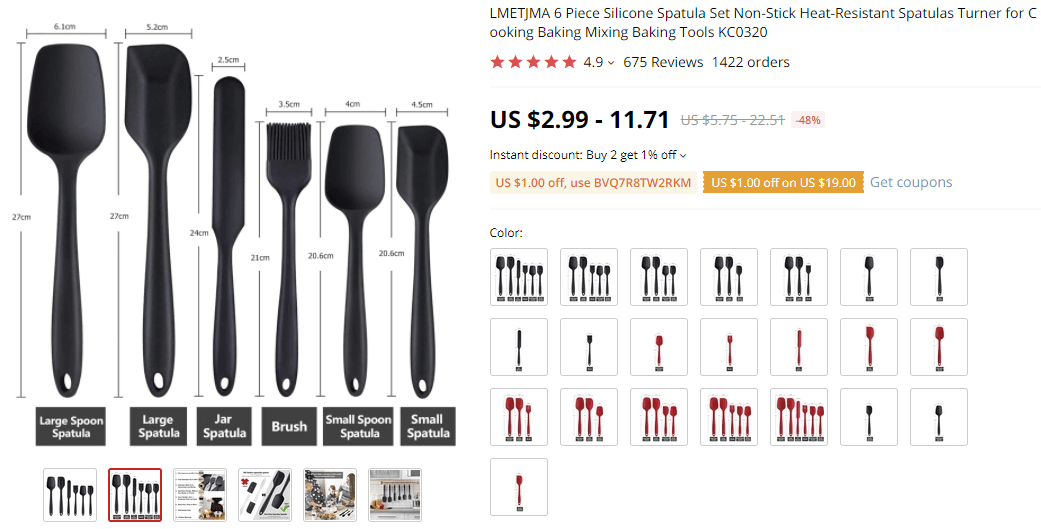 LMETJMA 6 Piece Silicone Spatula Set Non-Stick Heat-Resistant Spatulas Turner for C
ooking Baking Mixing Baking Tools KC0320
4.9 675 Reviews 1422 orders
US $2.99 - 11.71 US $5.75 - 22.51 -48%
Instant discount: Buy 2 get 1% off
US $1.00 off, use BVQ7R8TW2RKM US $1.00 off on US $19.00 Get coupons
Color:
6.1cm
5.2cm
2.5cm
3.5cm
4cm
4.5cm
27cm
27cm
24cm
21cm
20.6cm
20.6cm
Large Spoon
Spatula
Large
Spatula
Jar
Spatula
Brush
Small Spoon
Spatula
Small
Spatula